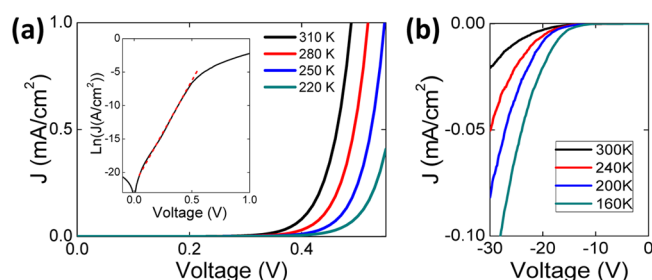 (a)
1.0
0.5
0.0
J (mA/cm²)
0.0 0.2 0.4
Voltage (V)
310 K
280 K
250 K
220 K
Ln(J(A/cm²))
0
-5
-10
-15
-20
0.0 0.5 1.0
Voltage (V)
(b)
0.00
-0.05
-0.10
J (mA/cm²)
-30 -20 -10 0
Voltage (V)
300K
240K
200K
160K